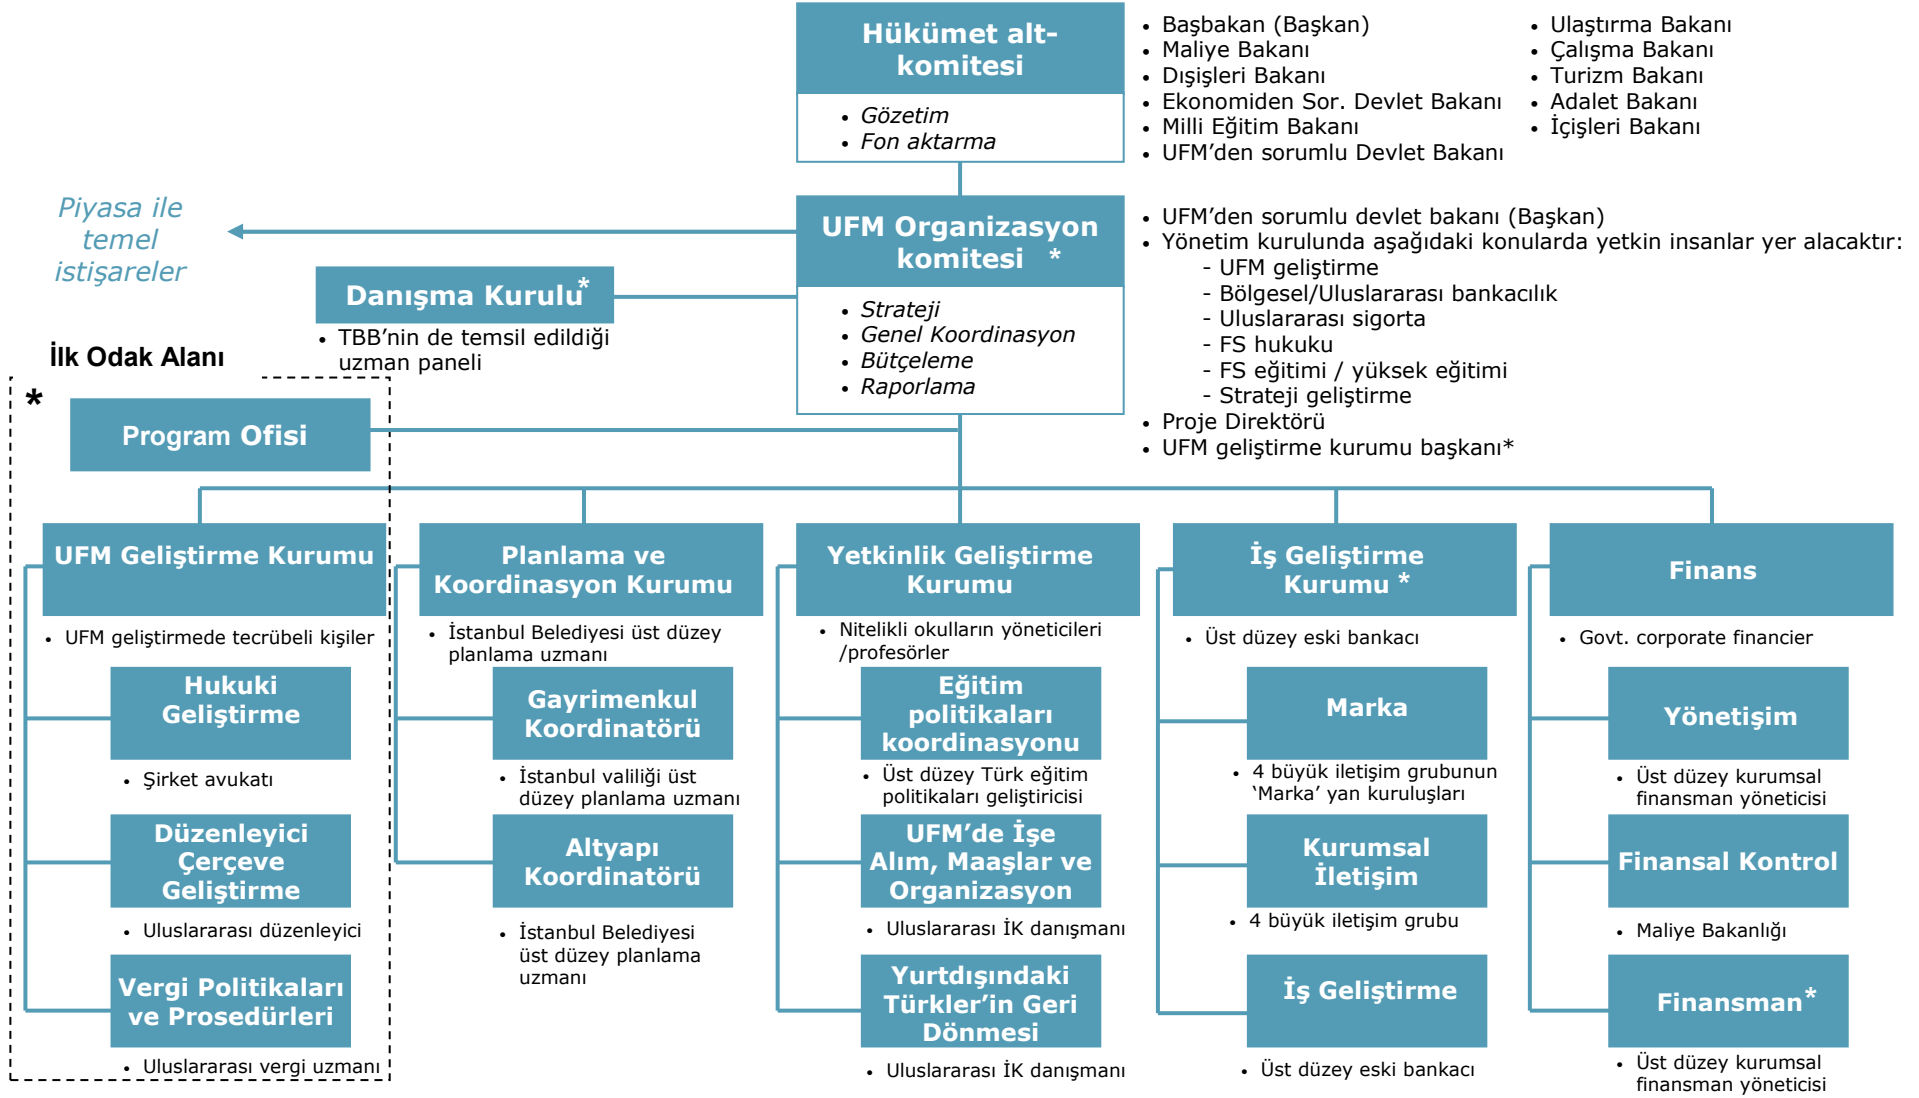 Hükümet alt-
komitesi
• Gözetim
• Fon aktarma
• Başbakan (Başkan)
• Maliye Bakanı
• Dışişleri Bakanı
• Ekonomiden Sor. Devlet Bakanı
• Milli Eğitim Bakanı
• UFM’den sorumlu Devlet Bakanı
• Ulaştırma Bakanı
• Çalışma Bakanı
• Turizm Bakanı
• Adalet Bakanı
• İçişleri Bakanı
Piyasa ile
temel
istişareler
UFM Organizasyon
komitesi *
• Strateji
• Genel Koordinasyon
• Bütçeleme
• Raporlama
• UFM’den sorumlu devlet bakanı (Başkan)
• Yönetim kurulunda aşağıdaki konularda yetkin insanlar yer alacaktır:
- UFM geliştirme
- Bölgesel/Uluslararası bankacılık
- Uluslararası sigorta
- FS hukuku
- FS eğitimi / yüksek eğitimi
- Strateji geliştirme
• Proje Direktörü
• UFM geliştirme kurumu başkanı*
Danışma Kurulu*
• TBB’nin de temsil edildiği
uzman paneli
İlk Odak Alanı
*
Program Ofisi
UFM Geliştirme Kurumu
• UFM geliştirmede tecrübeli kişiler
Hukuki
Geliştirme
• Şirket avukatı
Düzenleyici
Çerçeve
Geliştirme
• Uluslararası düzenleyici
Vergi Politikaları
ve Prosedürleri
• Uluslararası vergi uzmanı
Planlama ve
Koordinasyon Kurumu
• İstanbul Belediyesi üst düzey
planlama uzmanı
Gayrimenkul
Koordinatörü
• İstanbul valiliği üst
düzey planlama uzmanı
Altyapı
Koordinatörü
• İstanbul Belediyesi
üst düzey planlama
uzmanı
Yetkinlik Geliştirme
Kurumu
• Nitelikli okulların yöneticileri
/profesörler
Eğitim
politikaları
koordinasyonu
• Üst düzey Türk eğitim
politikaları geliştiricisi
UFM’de İşe
Alım, Maaşlar ve
Organizasyon
• Uluslararası İK danışmanı
Yurtdışındaki
Türkler’in Geri
Dönmesi
• Uluslararası İK danışmanı
İş Geliştirme
Kurumu *
• Üst düzey eski bankacı
Marka
• 4 büyük iletişim grubunun
‘Marka’ yan kuruluşları
Kurumsal
İletişim
• 4 büyük iletişim grubu
İş Geliştirme
• Üst düzey eski bankacı
Finans
• Govt. corporate financier
Yönetişim
• Üst düzey kurumsal
finansman yöneticisi
Finansal Kontrol
• Maliye Bakanlığı
Finansman*
• Üst düzey kurumsal
finansman yöneticisi